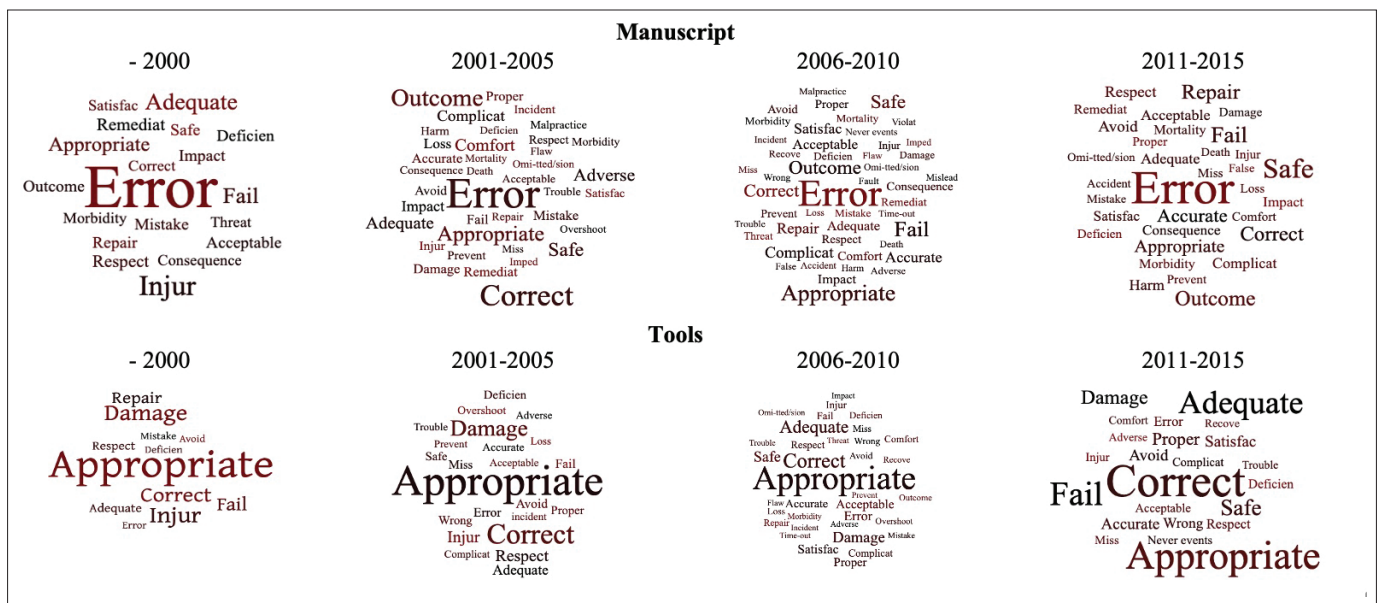 Manuscript
- 2000
Satisfac Adequate
Remediat Safe Deficien
Appropriate
Correct Impact
Outcome Error Fail
Morbidity Mistake Threat
Repair Acceptable
Respect Consequence
Injur
2001-2005
Outcome Proper
Complicat Incident
Harm Deficien Malpractice
Loss Comfort Respect Morbidity
Flaw
Accurate Mortality Omi-tted/sion
Consequence Death Adverse
Acceptable
Avoid Error Trouble Satisfac
Impact
Adequate Fail Repair Mistake
Appropriate Overshoot
Injur Prevent Miss Safe
Imped
Damage Remediat
Correct
2006-2010
Malpractice
Avoid Proper Safe
Morbidity Mortality Violat
Satisfac Never events
Incident Acceptable Injur Imped
Recove Deficien Flaw Damage
Miss Outcome Omi-tted/sion
Wrong Fault Mislead
Correct Error Consequence
Remediat
Prevent Loss Mistake Time-out
Trouble Repair Adequate Fail
Threat Respect
Complicat Comfort Death Accurate
False Accident Harm Adverse
Impact
Appropriate
2011-2015
Respect Repair
Remediat Acceptable Damage
Avoid Mortality Fail
Proper
Omi-tted/sion Adequate Death Injur
Miss False Safe
Accident Error Loss
Mistake Impact
Satisfac Accurate Comfort
Deficien Consequence Correct
Appropriate
Morbidity Complicat
Harm Prevent
Outcome
Tools
- 2000
Repair
Damage
Mistake Avoid
Respect Deficien
Appropriate
Correct
Adequate Injur Fail
Error
2001-2005
Deficien
Overshoot Adverse
Trouble Damage
Prevent Accurate Loss
Safe Miss Acceptable Fail
Appropriate
Error Avoid Proper
Wrong incident
Injur Correct
Complicat Respect
Adequate
2006-2010
Impact
Injur
Omi-tted/sion Fail Deficien
Adequate Miss
Trouble Respect Threat Wrong Comfort
Safe Correct Avoid Recove
Appropriate
Prevent
Flaw Accurate Acceptable Outcome
Loss Morbidity Error
Repair Incident Adverse Overshoot
Time-out Damage Mistake
Satisfac Complicat
Proper
2011-2015
Damage Adequate
Comfort Error Recove
Adverse Proper Satisfac
Injur Avoid Complicat Trouble
Fail Correct Deficien
Acceptable Safe
Accurate Wrong Respect
Miss Never events
Appropriate